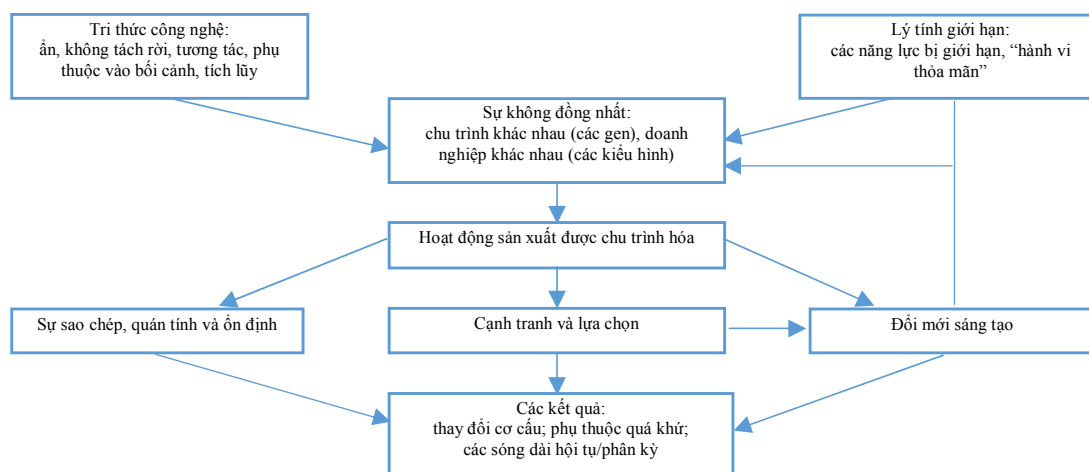 Tri thức công nghệ:
ẩn, không tách rời, tương tác, phụ
thuộc vào bối cảnh, tích lũy
Lý tính giới hạn:
các năng lực bị giới hạn, “hành vi
thỏa mãn”
Sự không đồng nhất:
chu trình khác nhau (các gen), doanh
nghiệp khác nhau (các kiểu hình)
Hoạt động sản xuất được chu trình hóa
Sự sao chép, quán tính và ổn định
Cạnh tranh và lựa chọn
Đổi mới sáng tạo
Các kết quả:
thay đổi cơ cấu; phụ thuộc quá khứ;
các sóng dài hội tụ/phân kỳ